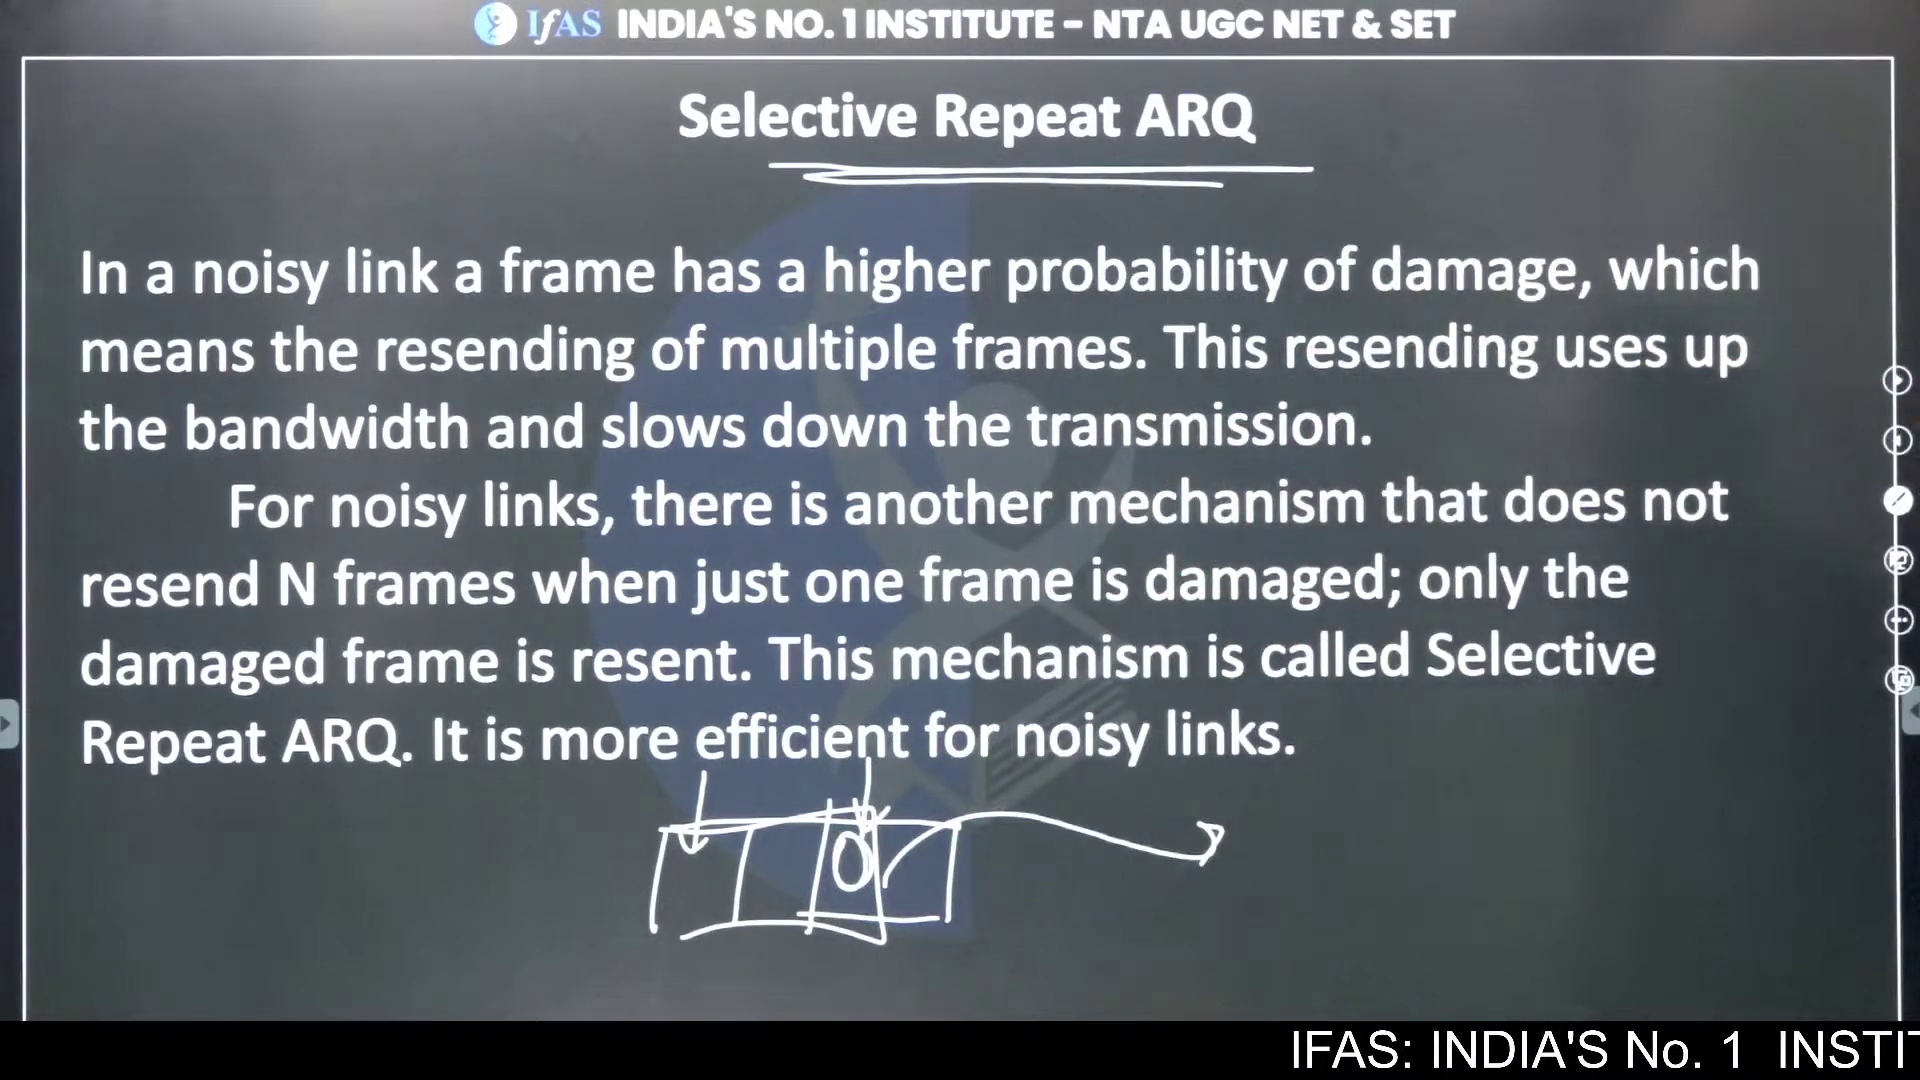 IfAS INDIA'S NO. 1 INSTITUTE - NTA UGC NET & SET
Selective Repeat ARQ
In a noisy link a frame has a higher probability of damage, which
means the resending of multiple frames. This resending uses up
the bandwidth and slows down the transmission.
For noisy links, there is another mechanism that does not
resend N frames when just one frame is damaged; only the
damaged frame is resent. This mechanism is called Selective
Repeat ARQ. It is more efficient for noisy links.
0
IFAS: INDIA'S No. 1 INSTIT